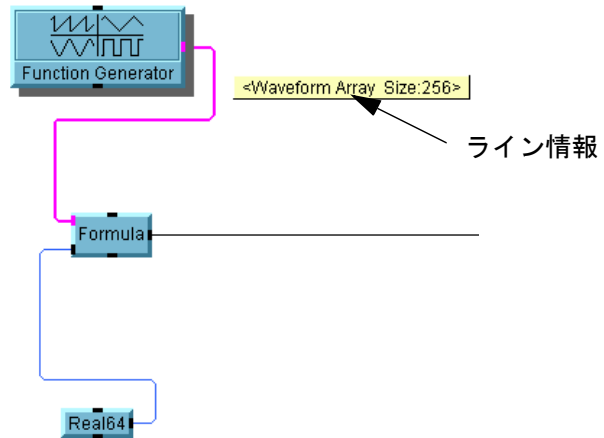 Function Generator
<Waveform Array Size:256>
ライン情報
Formula
Real64